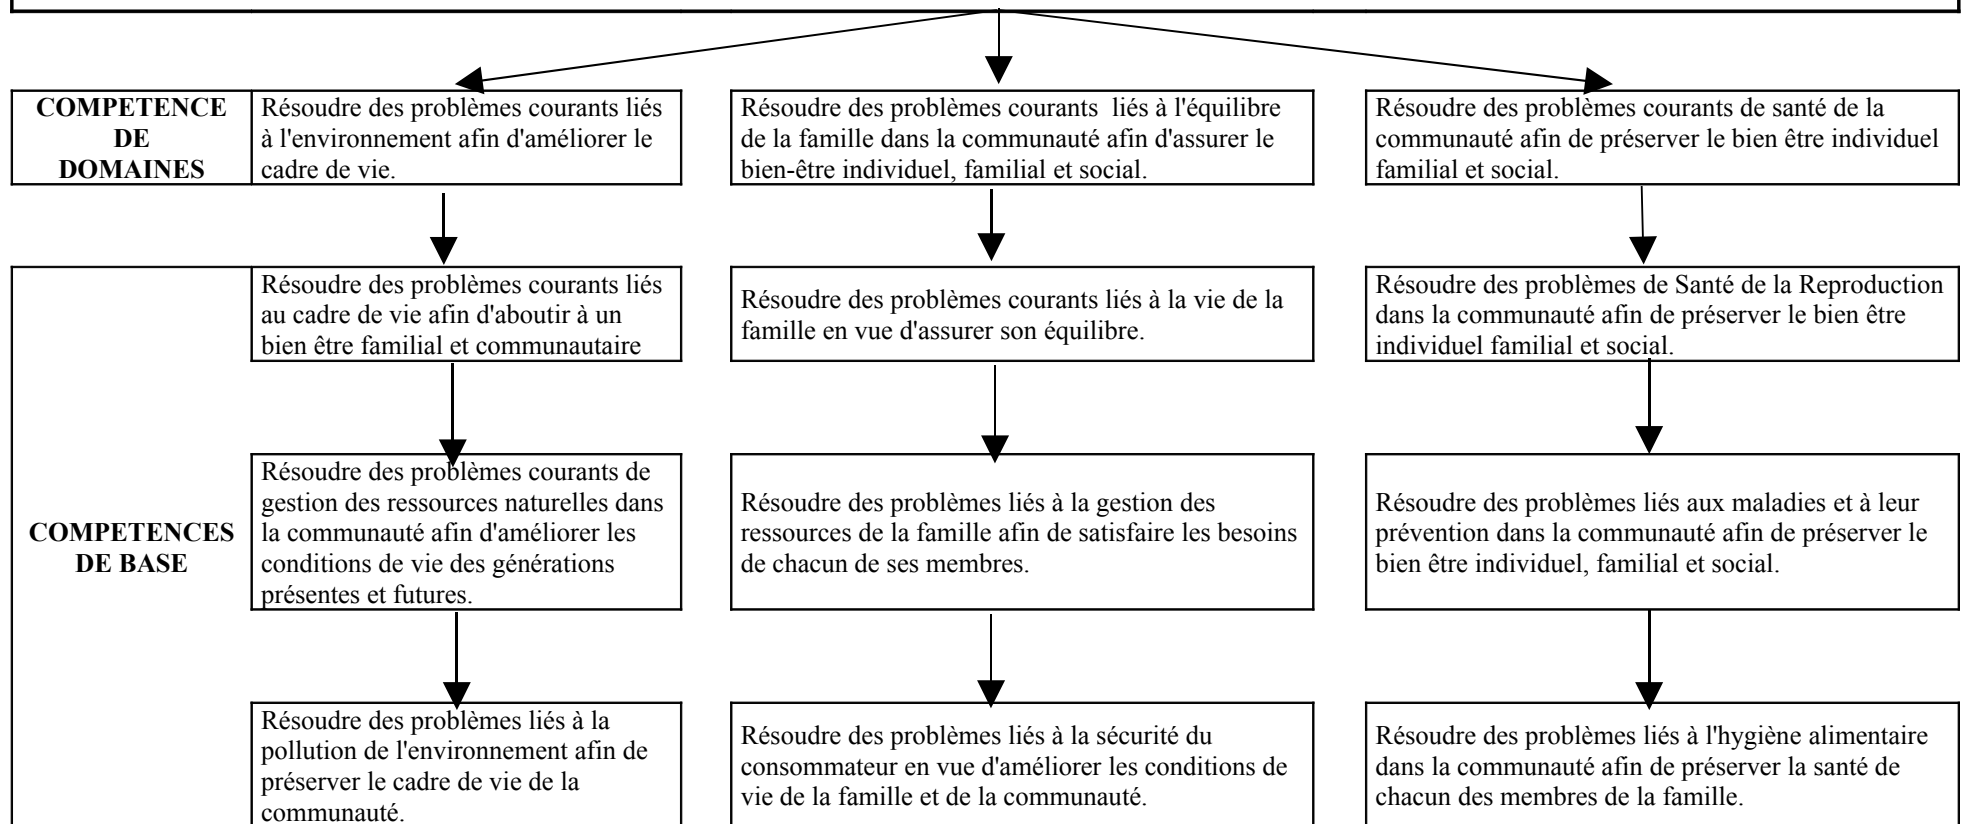 COMPETENCE
DE
DOMAINES
Résoudre des problèmes courants liés
à l'environnement afin d'améliorer le
cadre de vie.
Résoudre des problèmes courants  liés à l'équilibre
de la famille dans la communauté afin d'assurer le
bien-être individuel, familial et social.
Résoudre des problèmes courants de santé de la
communauté afin de préserver le bien être individuel
familial et social.
COMPETENCES
DE BASE
Résoudre des problèmes courants liés
au cadre de vie afin d'aboutir à un
bien être familial et communautaire
Résoudre des problèmes courants liés à la vie de la
famille en vue d'assurer son équilibre.
Résoudre des problèmes de Santé de la Reproduction
dans la communauté afin de préserver le bien être
individuel familial et social.
Résoudre des problèmes courants de
gestion des ressources naturelles dans
la communauté afin d'améliorer les
conditions de vie des générations
présentes et futures.
Résoudre des problèmes liés à la gestion des
ressources de la famille afin de satisfaire les besoins
de chacun de ses membres.
Résoudre des problèmes liés aux maladies et à leur
prévention dans la communauté afin de préserver le
bien être individuel, familial et social.
Résoudre des problèmes liés à la
pollution de l'environnement afin de
préserver le cadre de vie de la
communauté.
Résoudre des problèmes liés à la sécurité du
consommateur en vue d'améliorer les conditions de
vie de la famille et de la communauté.
Résoudre des problèmes liés à l'hygiène alimentaire
dans la communauté afin de préserver la santé de
chacun des membres de la famille.